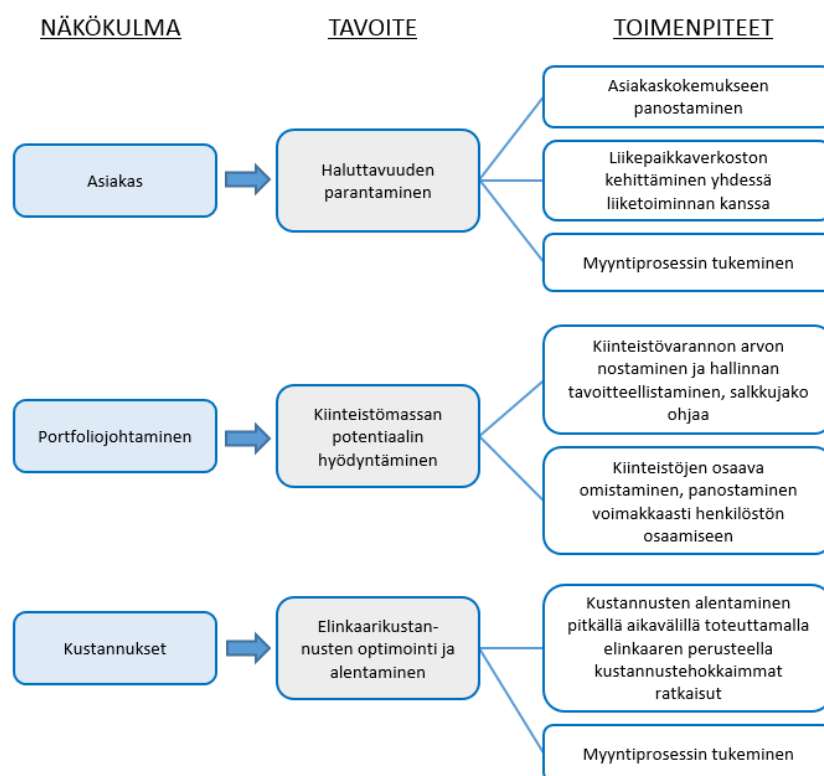 NÄKÖKULMA
TAVOITE
TOIMENPITEET
Asiakas
Haluttavuuden
parantaminen
Asiakaskokemukseen
panostaminen
Liikepaikkaverkoston
kehittäminen yhdessä
liiketoiminnan kanssa
Myyntiprosessin tukeminen
Portfoliojohtaminen
Kiinteistömassan
potentiaalin
hyödyntäminen
Kiinteistövarannon arvon
nostaminen ja hallinnan
tavoitteellistaminen, salkkujako
ohjaa
Kiinteistöjen osaava
omistaminen, panostaminen
voimakkaasti henkilöstön
osaamiseen
Kustannukset
Elinkaarikustan-
nusten optimointi ja
alentaminen
Kustannusten alentaminen
pitkällä aikavälillä toteuttamalla
elinkaaren perusteella
kustannustehokkaimmat
ratkaisut
Myyntiprosessin tukeminen